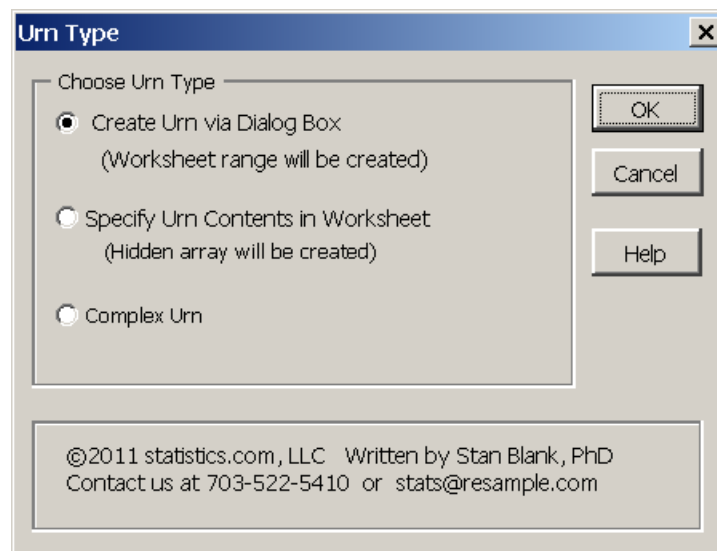 Urn Type
Choose Urn Type
Create Urn via Dialog Box
(Worksheet range will be created)
Specify Urn Contents in Worksheet
(Hidden array will be created)
Complex Urn
OK
Cancel
Help
©2011 statistics.com, LLC Written by Stan Blank, PhD
Contact us at 703-522-5410 or stats@resample.com